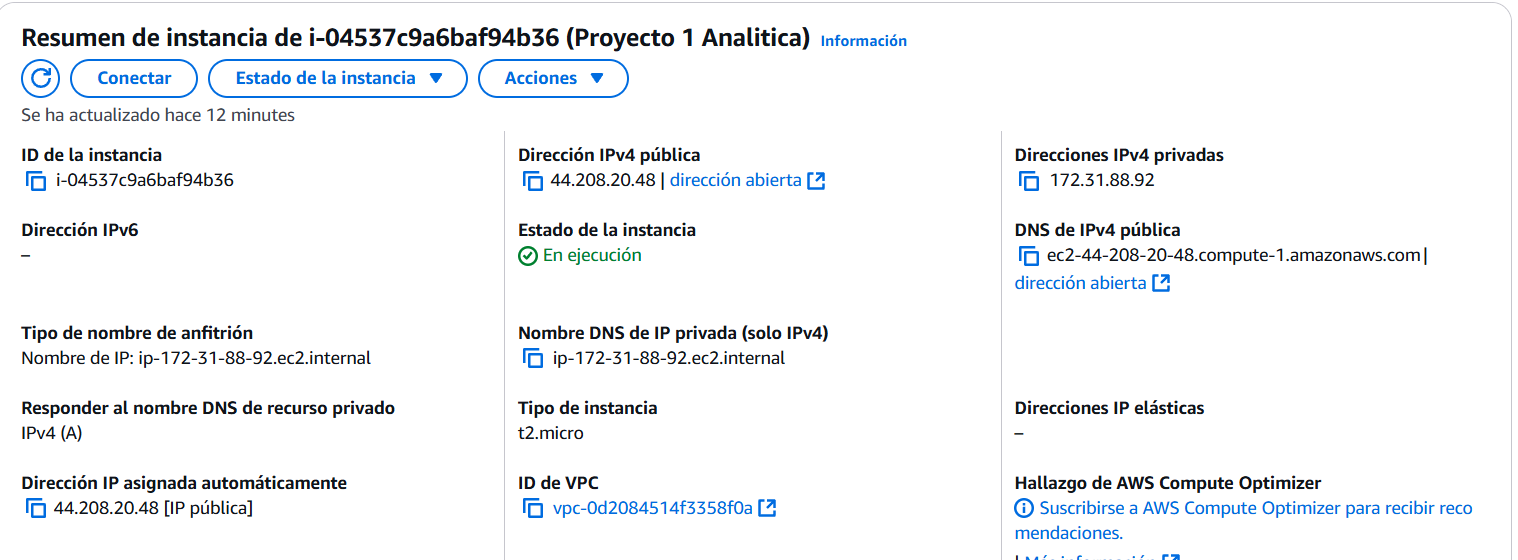 Resumen de instancia de i-04537c9a6baf94b36 (Proyecto 1 Analitica) Información
Conectar
Estado de la instancia
Acciones
Se ha actualizado hace 12 minutes
ID de la instancia
i-04537c9a6baf94b36
Dirección IPv4 pública
44.208.20.48 | dirección abierta
Direcciones IPv4 privadas
172.31.88.92
Dirección IPv6
–
Estado de la instancia
En ejecución
DNS de IPv4 pública
ec2-44-208-20-48.compute-1.amazonaws.com |
dirección abierta
Tipo de nombre de anfitrión
Nombre de IP: ip-172-31-88-92.ec2.internal
Nombre DNS de IP privada (solo IPv4)
ip-172-31-88-92.ec2.internal
Responder al nombre DNS de recurso privado
IPv4 (A)
Tipo de instancia
t2.micro
Direcciones IP elásticas
–
Dirección IP asignada automáticamente
44.208.20.48 [IP pública]
ID de VPC
vpc-0d2084514f3358f0a
Hallazgo de AWS Compute Optimizer
Suscribirse a AWS Compute Optimizer para recibir reco
mendaciones.
| Más información